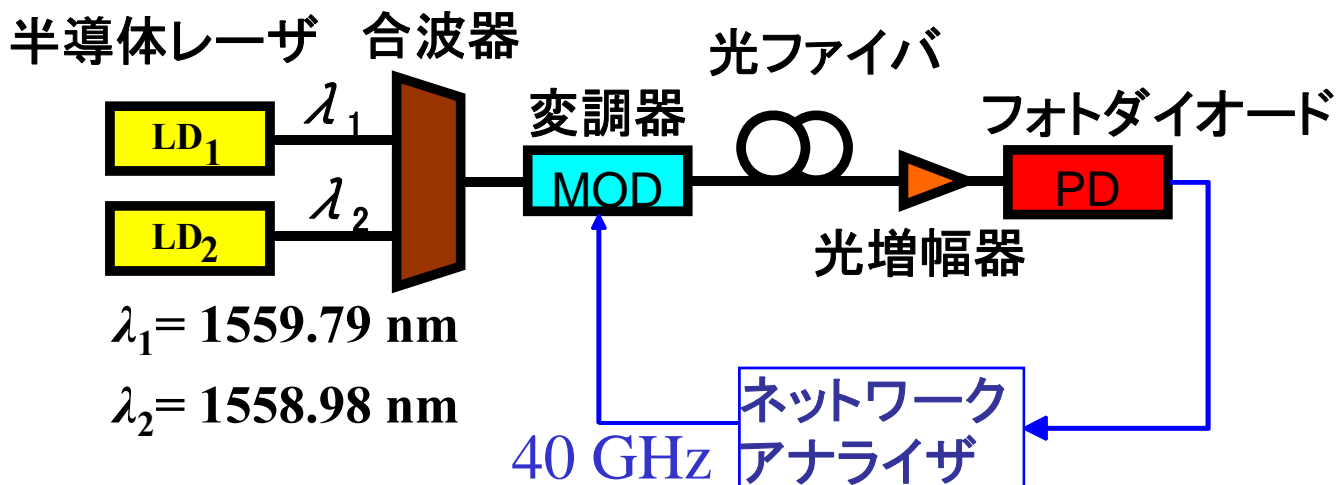 半導体レーザ
合波器
光ファイバ
変調器
フォトダイオード
LD1
λ1
MOD
PD
LD2
λ2
光増幅器
λ1= 1559.79 nm
λ2= 1558.98 nm
ネットワーク
アナライザ
40 GHz